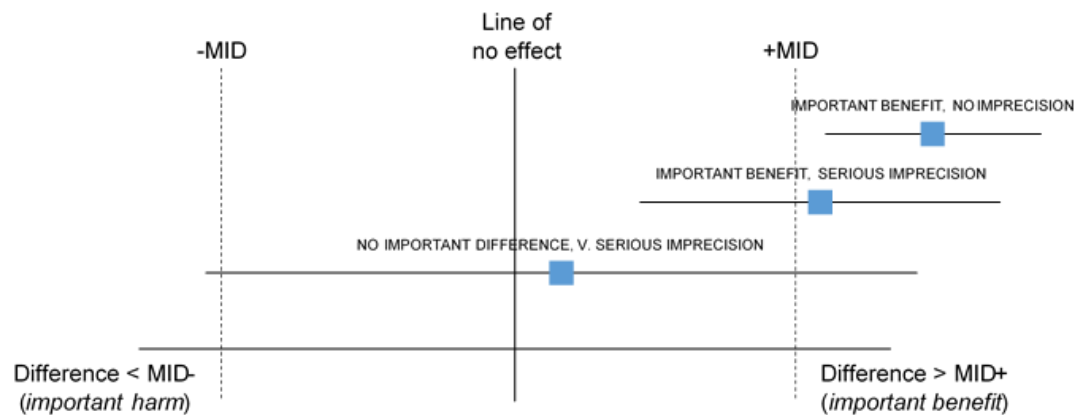 Line of
no effect
-MID
+MID
IMPORTANT BENEFIT, NO IMPRECISION
IMPORTANT BENEFIT, SERIOUS IMPRECISION
NO IMPORTANT DIFFERENCE, V. SERIOUS IMPRECISION
Difference < MID-
(important harm)
Difference > MID+
(important benefit)